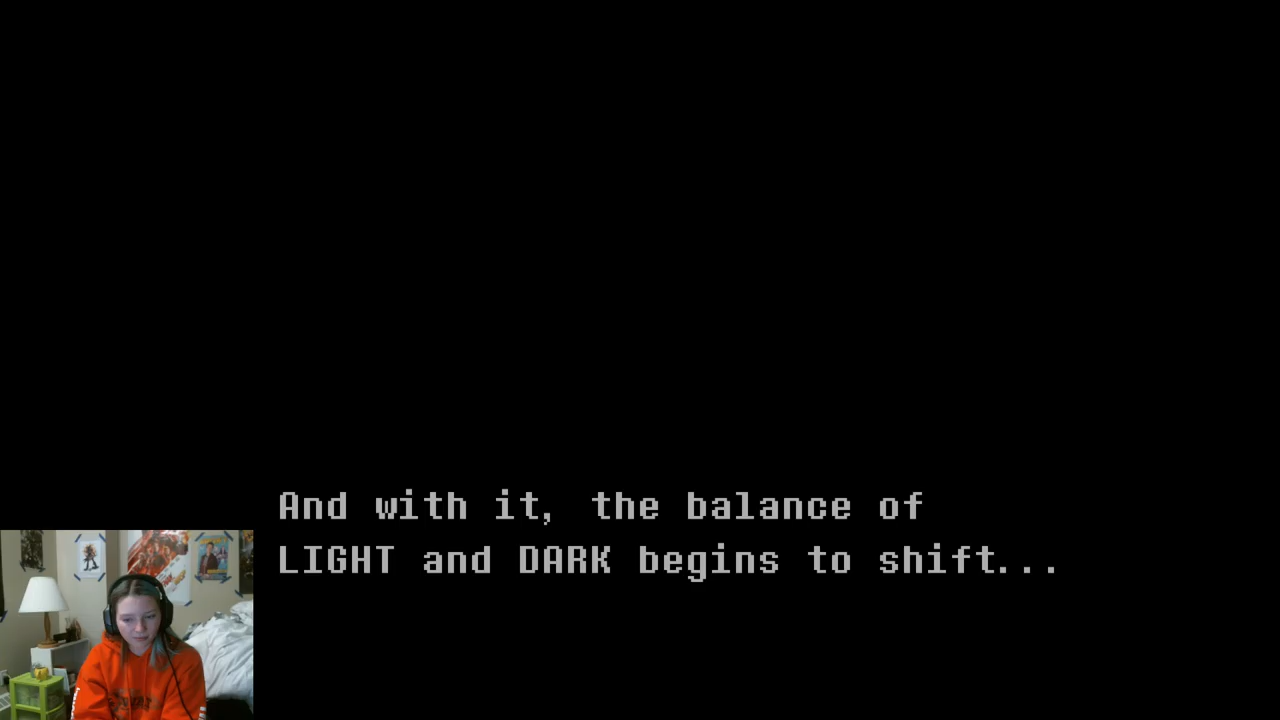 And with it, the balance of
LIGHT and DARK begins to shift...